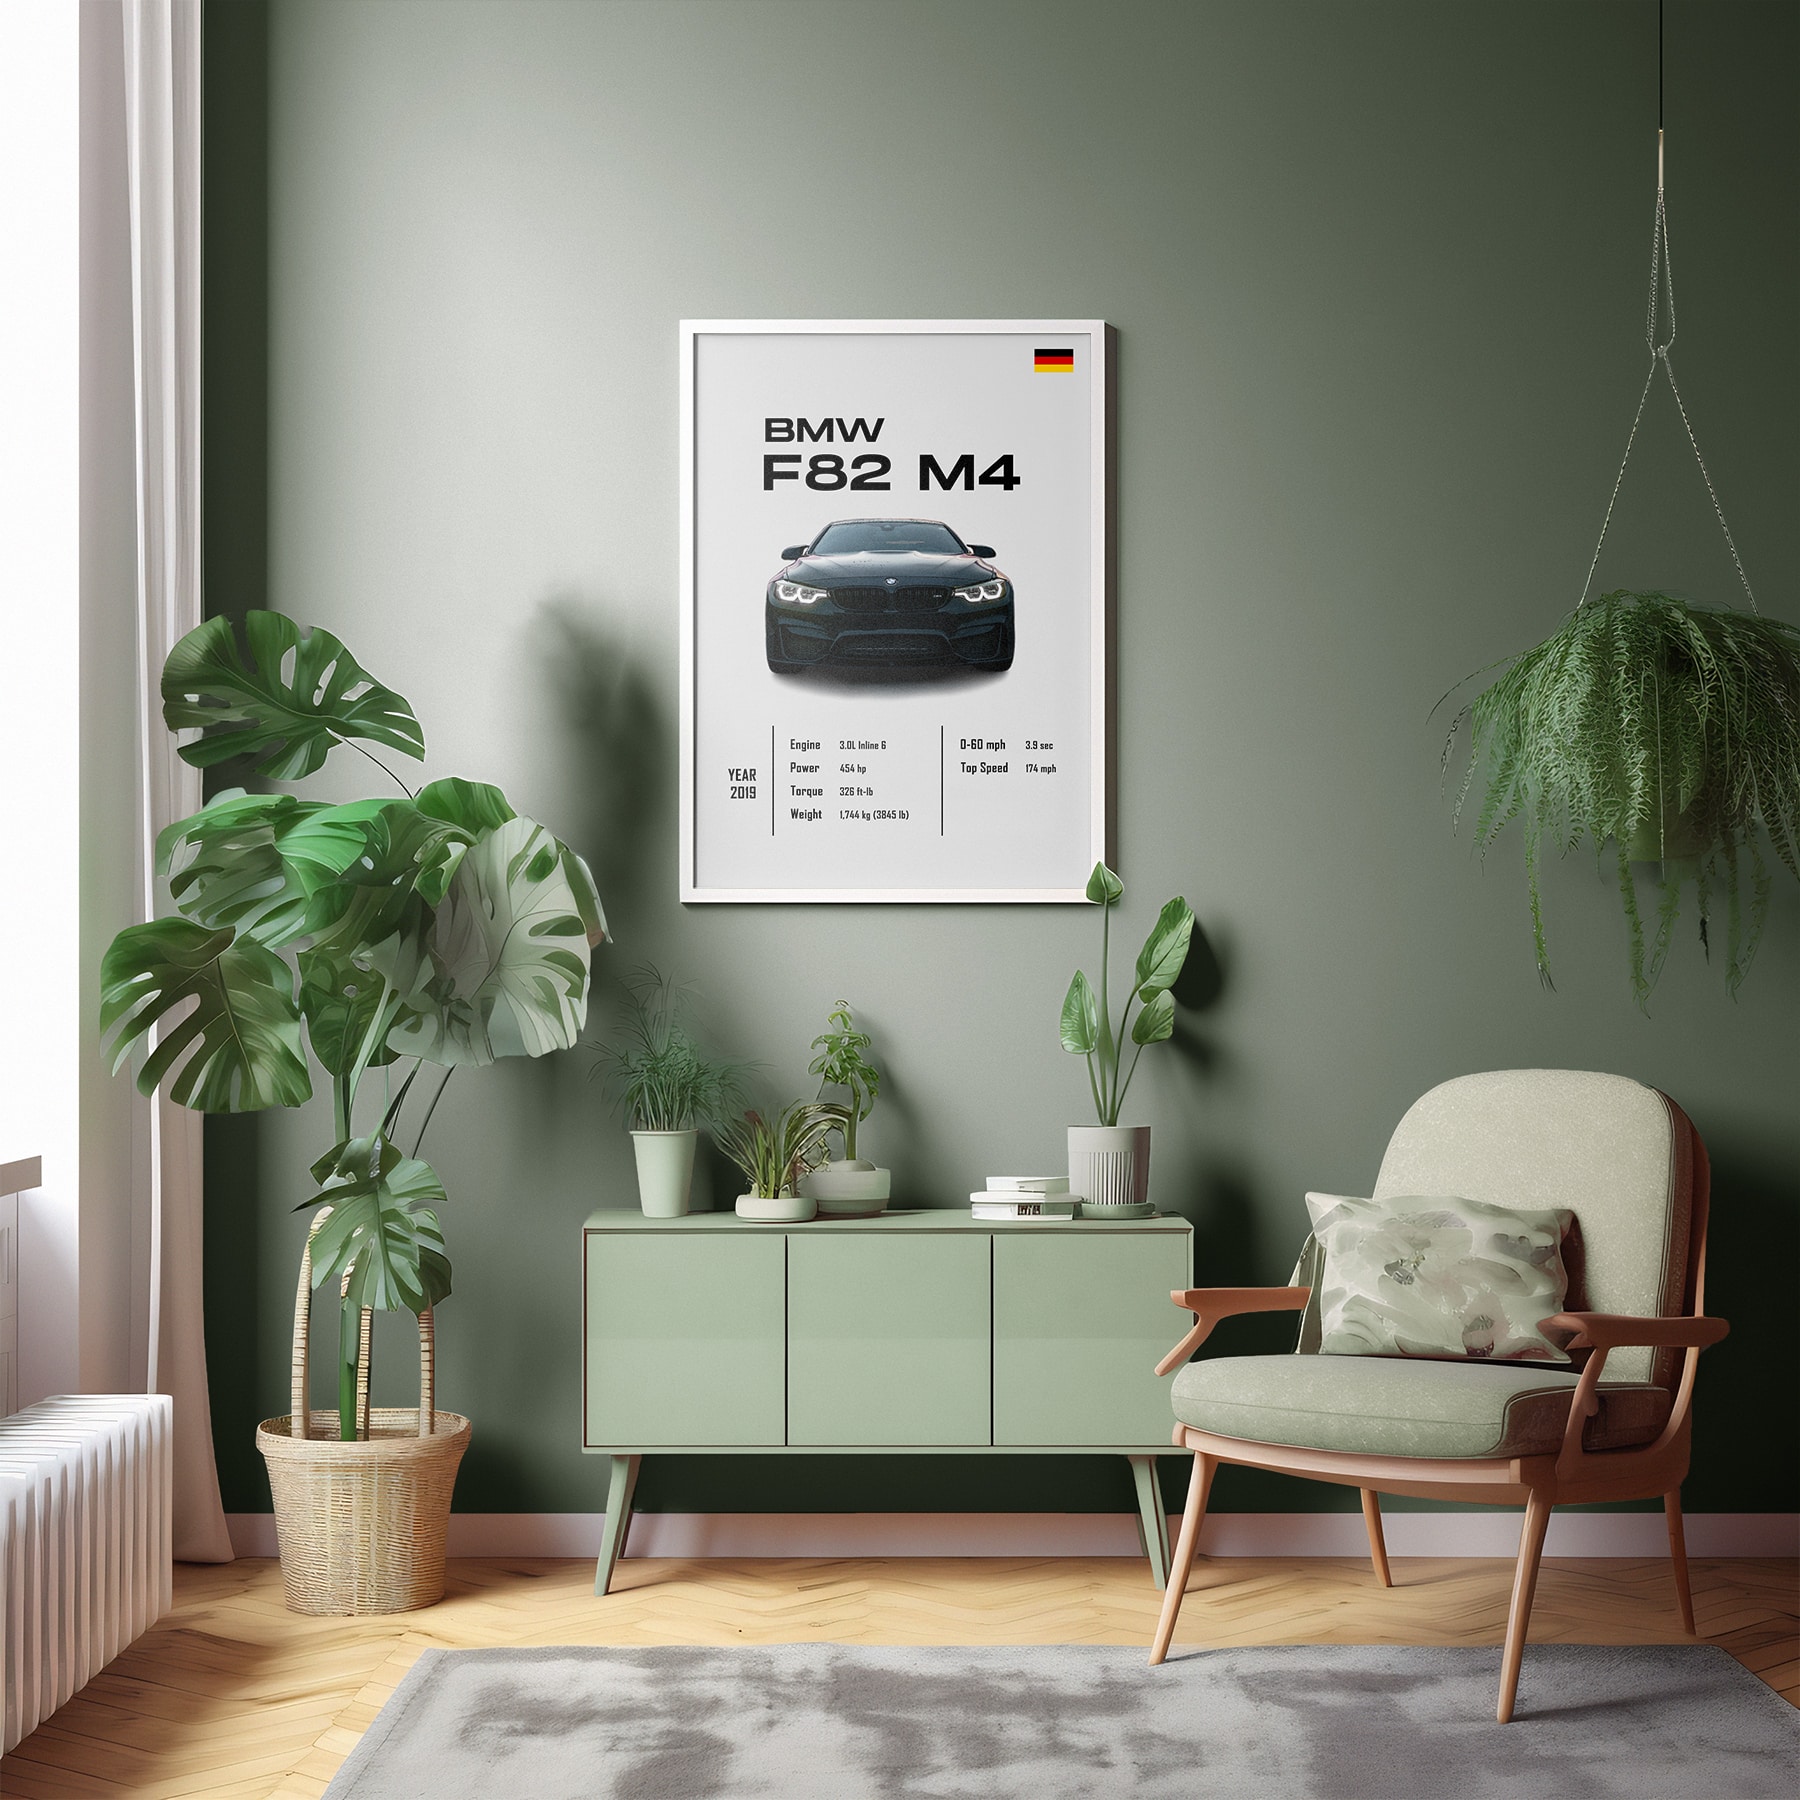 BMW
F82 M4
YEAR
2019
Engine 3.0L Inline 6
Power 454 hp
Torque 326 ft-lb
Weight 1,744 kg (3845 lb)
0-60 mph 3.9 sec
Top Speed 174 mph